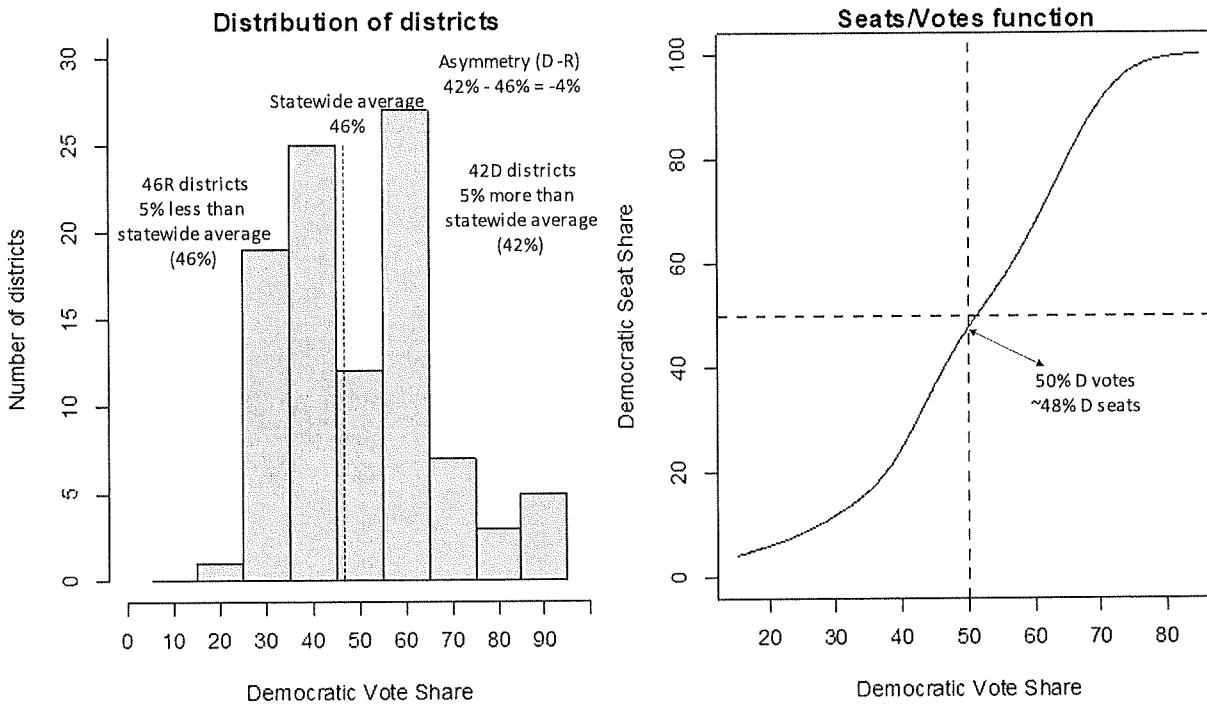 Distribution of districts
Asymmetry (D -R)
42% - 46% = -4%
Statewide average
46%
46R districts
5% less than
statewide average
(46%)
42D districts
5% more than
statewide average
(42%)
Number of districts
0
5
10
15
20
25
30
0 10 20 30 40 50 60 70 80 90
Democratic Vote Share
Seats/Votes function
Democratic Seat Share
0
20
40
60
80
100
50% D votes
~48% D seats
20 30 40 50 60 70 80
Democratic Vote Share